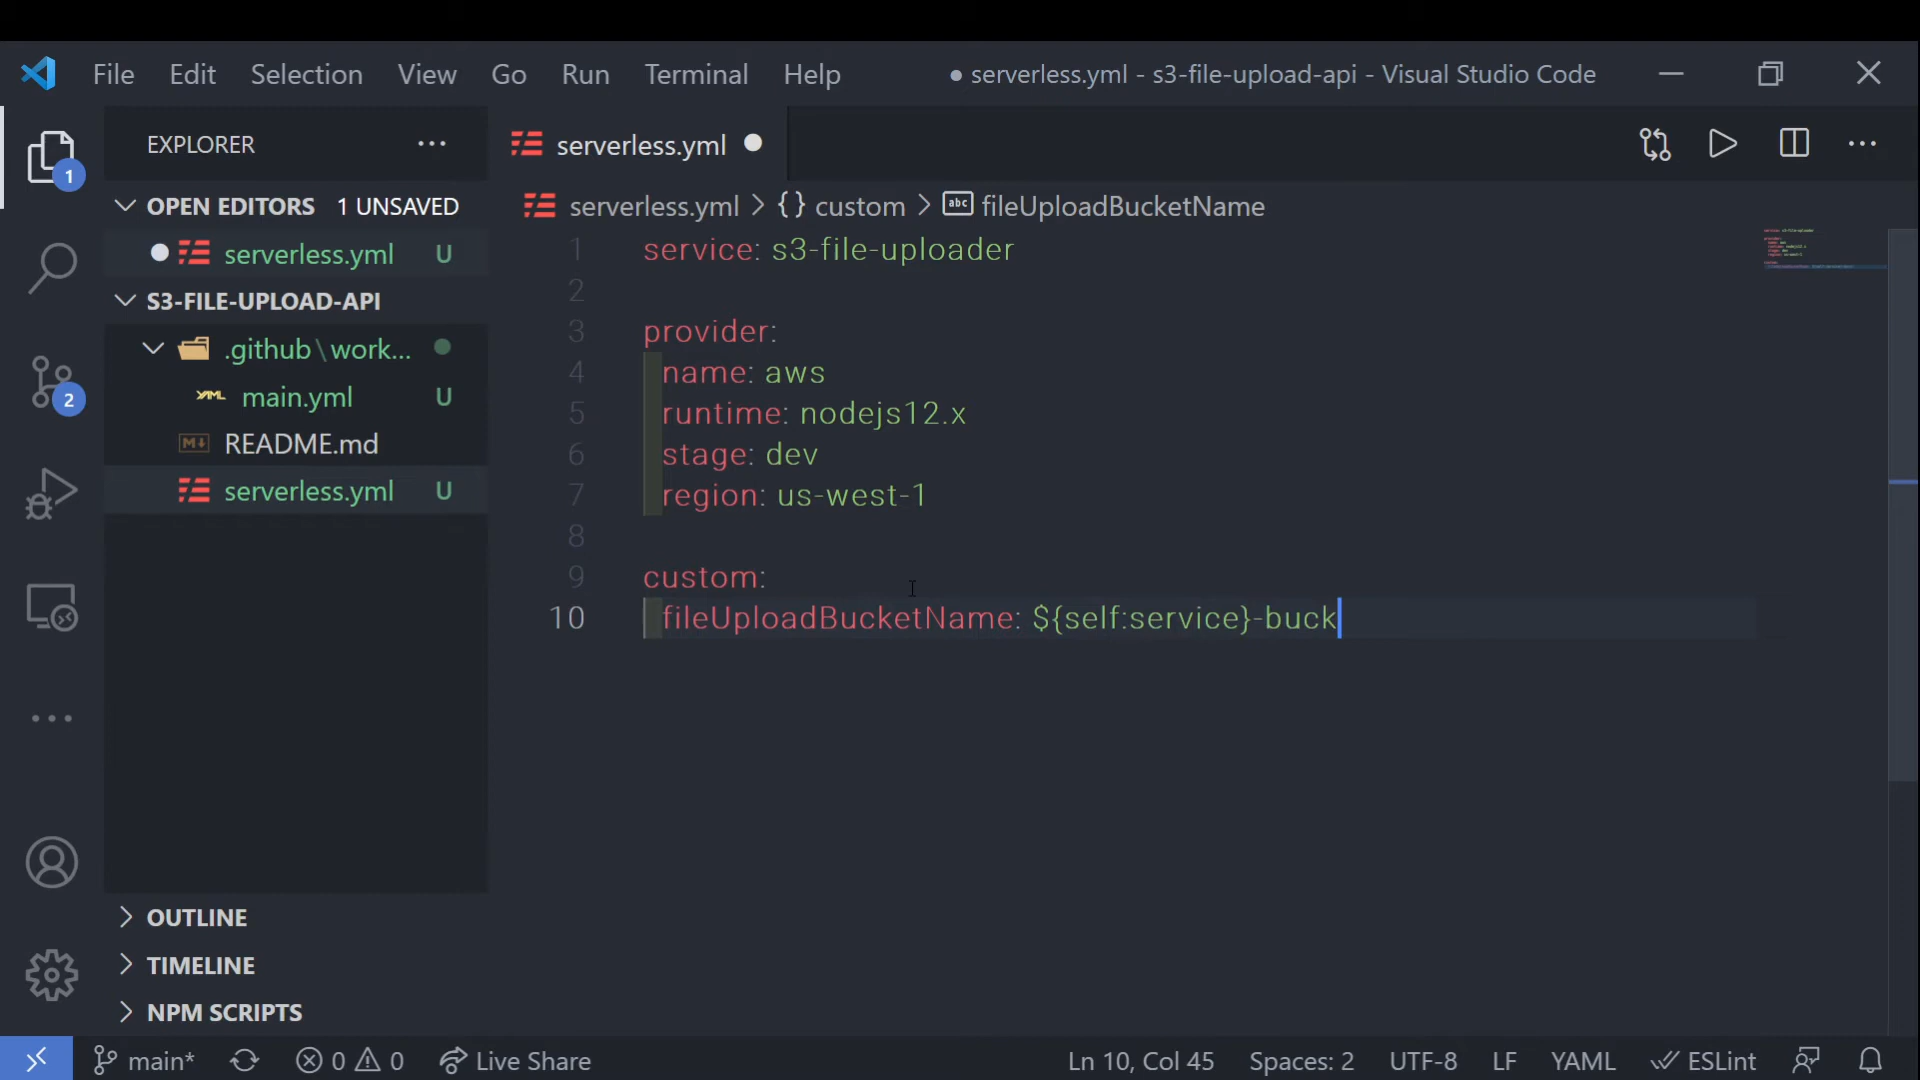 File Edit Selection View Go Run Terminal Help ● serverless.yml - s3-file-upload-api - Visual Studio Code
EXPLORER
serverless.yml
OPEN EDITORS 1 UNSAVED
serverless.yml U
S3-FILE-UPLOAD-API
.github\work...
main.yml U
README.md
serverless.yml U
OUTLINE
TIMELINE
NPM SCRIPTS
1
2
serverless.yml > {} custom > abc fileUploadBucketName
1 service: s3-file-uploader
2
3 provider:
4 name: aws
5 runtime: nodejs12.x
6 stage: dev
7 region: us-west-1
8
9 custom:
10 fileUploadBucketName: ${self:service}-buck
main* 0 0 Live Share Ln 10, Col 45 Spaces: 2 UTF-8 LF YAML ESLint